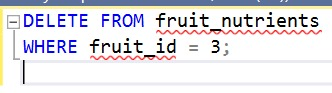 DELETE FROM fruit_nutrients
WHERE fruit_id = 3;